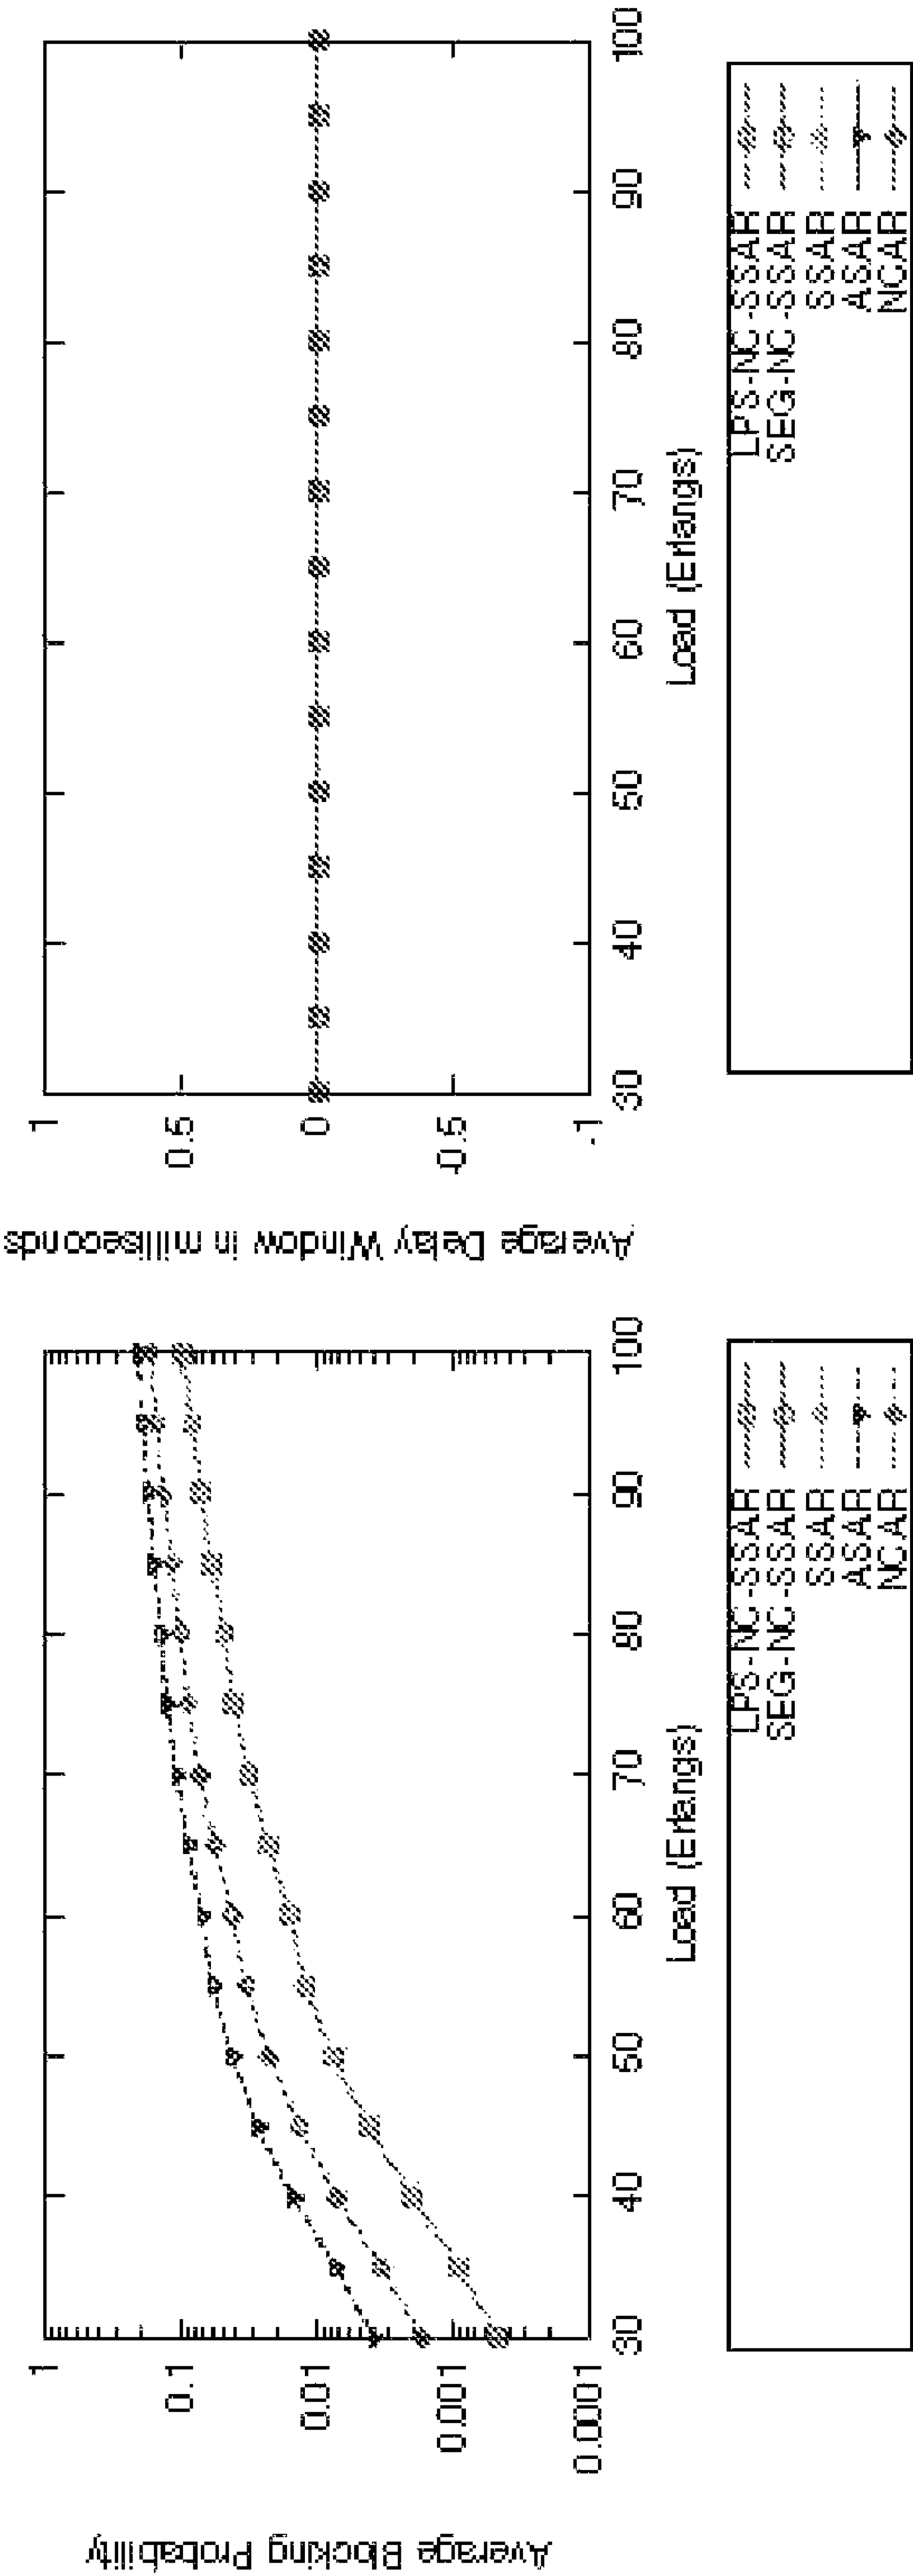 Average Blocking Probability
1
0.1
0.01
0.001
0.0001
30
40
50
60
70
80
90
100
Load (Erlangs)
LPS-NC-SSAR
SEG-NC-SSAR
SSAR
ASAR
NCAR
Average Delay Window in milliseconds
1
0.5
0
-0.5
-1
30
40
50
60
70
80
90
100
Load (Erlangs)
LPS-NC-SSAR
SEG-NC-SSAR
SSAR
ASAR
NCAR